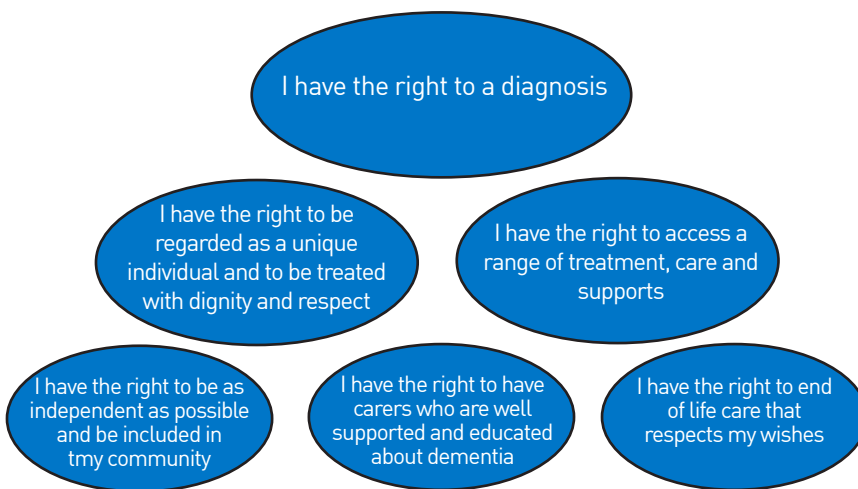 I have the right to a diagnosis
I have the right to be
regarded as a unique
individual and to be treated
with dignity and respect
I have the right to access a
range of treatment, care and
supports
I have the right to be as
independent as possible
and be included in
tmy community
I have the right to have
carers who are well
supported and educated
about dementia
I have the right to end
of life care that
respects my wishes